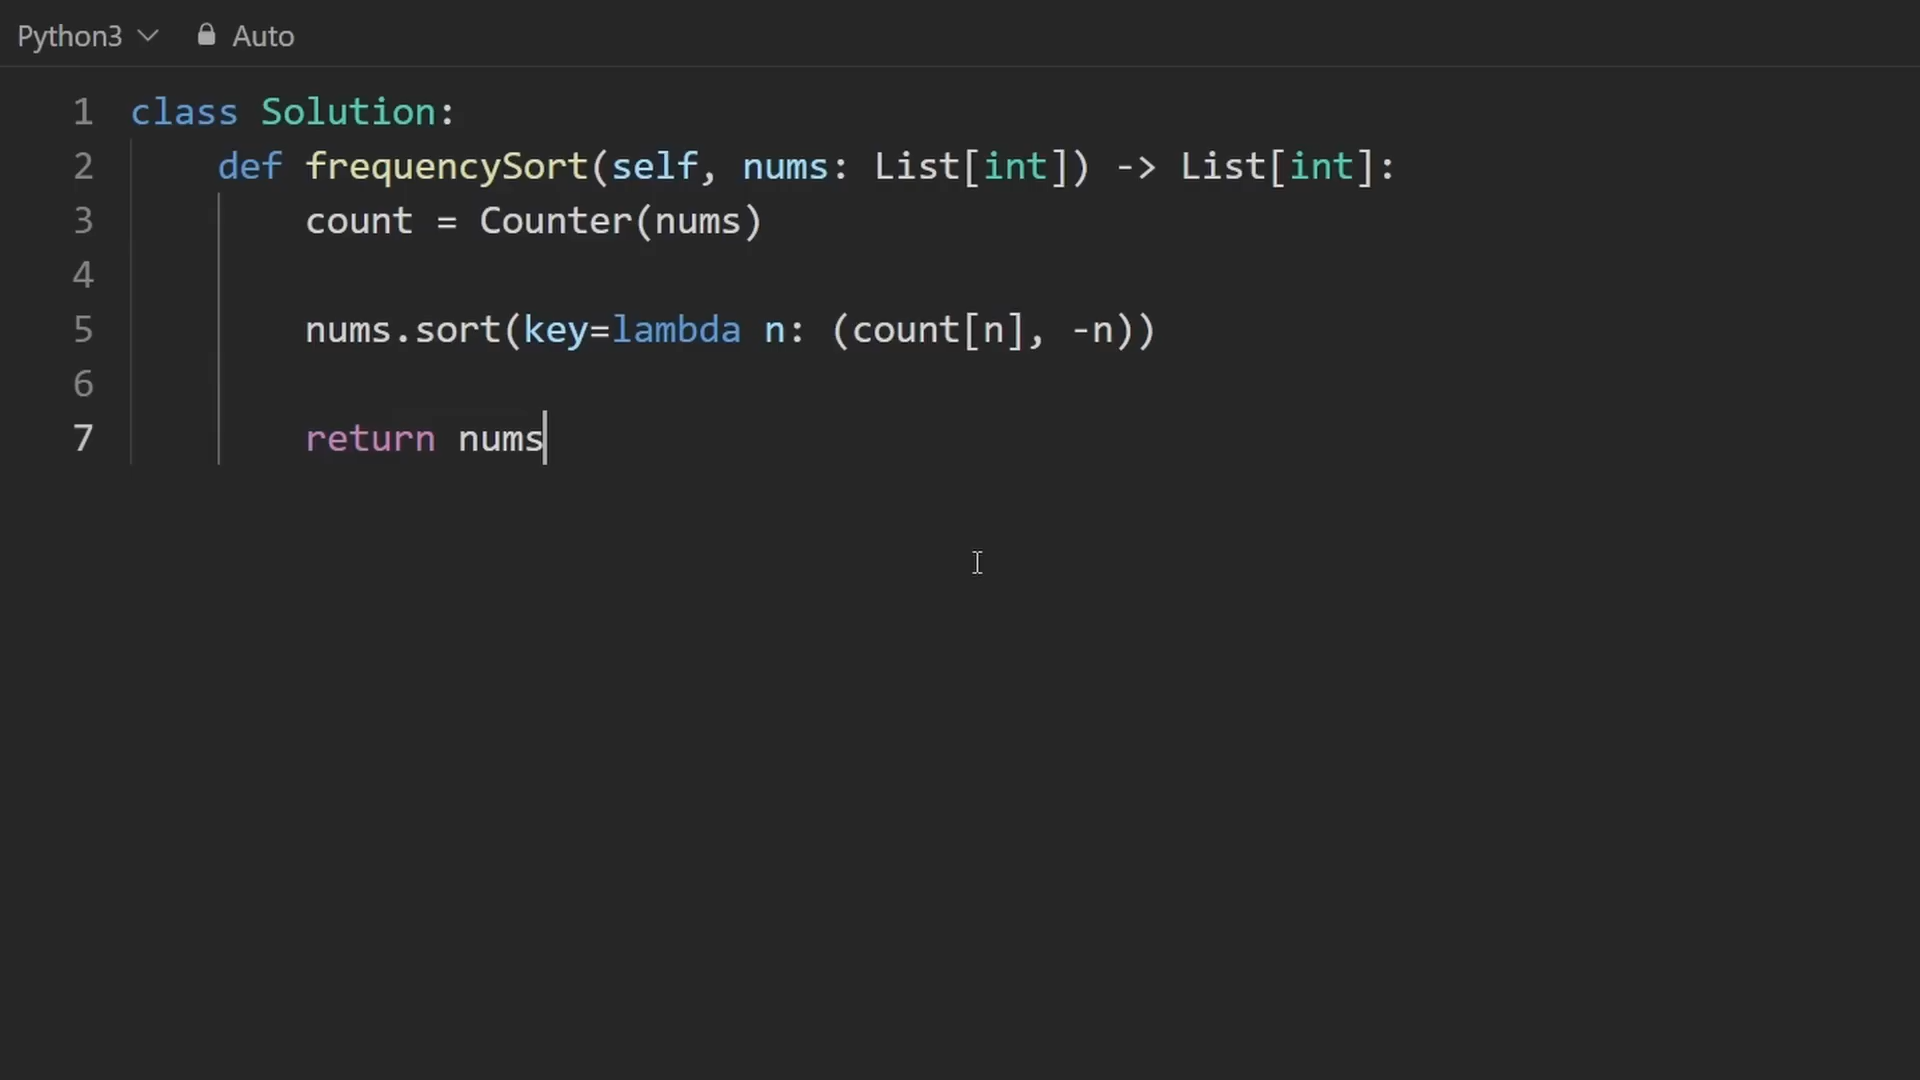 Python3 Auto
1 class Solution:
2 def frequencySort(self, nums: List[int]) -> List[int]:
3 count = Counter(nums)
4
5 nums.sort(key=lambda n: (count[n], -n))
6
7 return nums